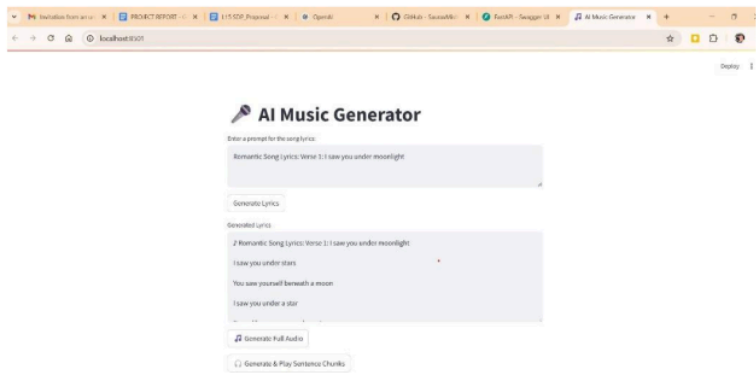 Invitation from an u
PROJECT REPORT
L15 SDP_Proposal
OpenAI
GitHub
FastAPI - Swagger UI
AI Music Generator
localhost:8501
Deploy
AI Music Generator
Enter a prompt for the song lyrics:
Romantic Song Lyrics: Verse 1: I saw you under moonlight
Generate Lyrics
Generated Lyrics
♪ Romantic Song Lyrics: Verse 1: I saw you under moonlight
I saw you under stars
You saw yourself beneath a moon
I saw you under a star
Generate Full Audio
Generate & Play Sentence Chunks